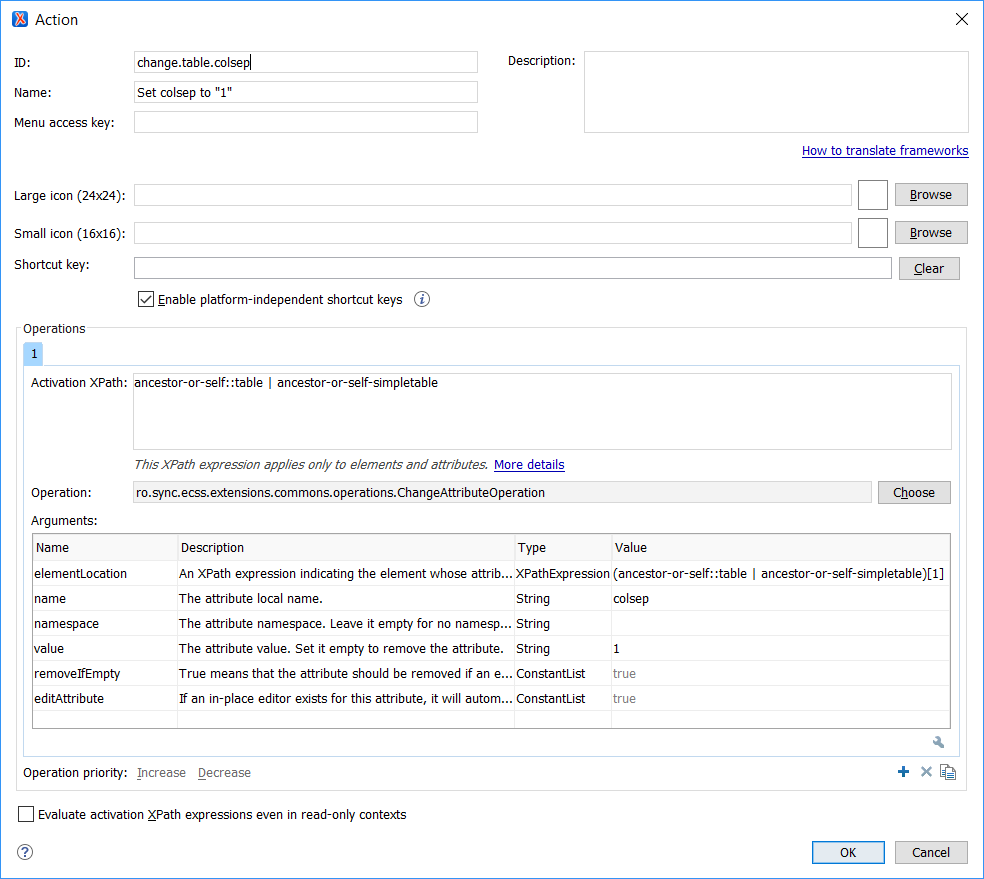 Action
ID:
change.table.colsep
Description:
Name:
Set colsep to "1"
Menu access key:
How to translate frameworks
Large icon (24x24):
Browse
Small icon (16x16):
Browse
Shortcut key:
Clear
Enable platform-independent shortcut keys
Operations
1
Activation XPath:
ancestor-or-self::table | ancestor-or-self-simpletable
This XPath expression applies only to elements and attributes. More details
Operation:
ro.sync.ecss.extensions.commons.operations.ChangeAttributeOperation
Choose
Arguments:
Name Description Type Value
elementLocation An XPath expression indicating the element whose attrib... XPathExpression (ancestor-or-self::table | ancestor-or-self-simpletable)[1]
name The attribute local name. String colsep
namespace The attribute namespace. Leave it empty for no namesp... String
value The attribute value. Set it empty to remove the attribute. String 1
removeIfEmpty True means that the attribute should be removed if an e... ConstantList true
editAttribute If an in-place editor exists for this attribute, it will autom... ConstantList true
Operation priority: Increase Decrease
Evaluate activation XPath expressions even in read-only contexts
OK
Cancel